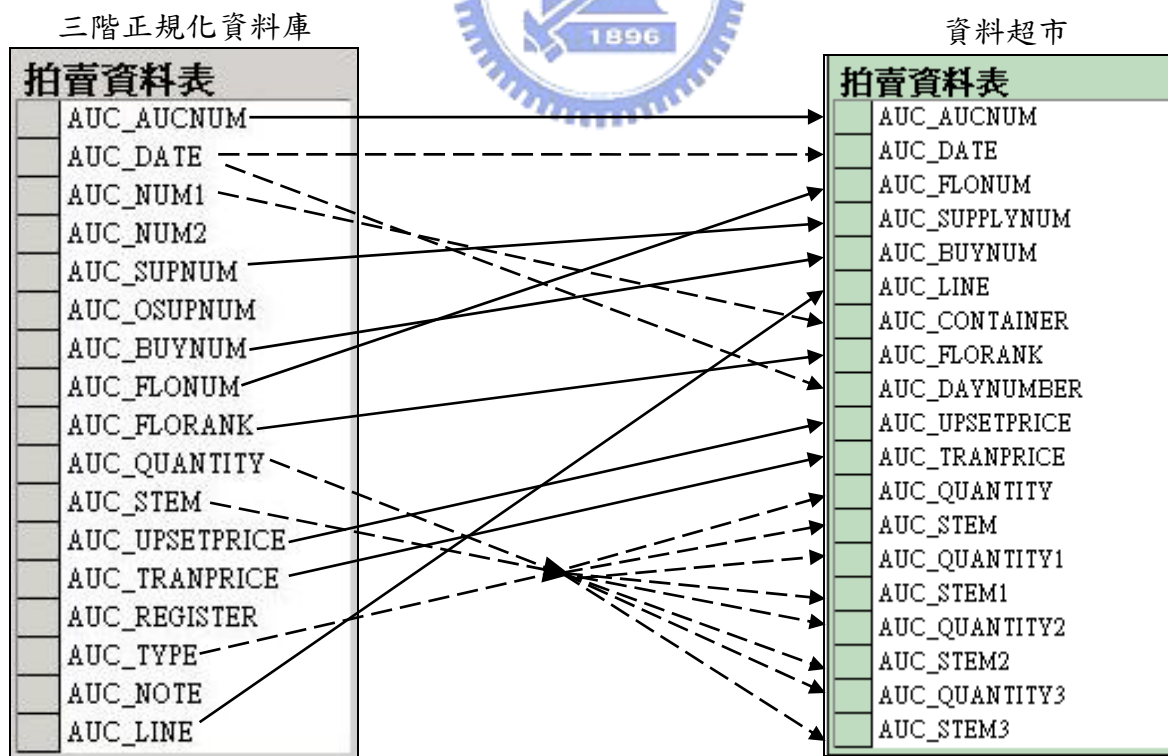 三階正規化資料庫
1896
資料超市
拍賣資料表
AUC_AUCNUM
AUC_DATE
AUC_NUM1
AUC_NUM2
AUC_SUPNUM
AUC_OSUPNUM
AUC_BUYNUM
AUC_FLONUM
AUC_FLORANK
AUC_QUANTITY
AUC_STEM
AUC_UPSETPRICE
AUC_TRANPRICE
AUC_REGISTER
AUC_TYPE
AUC_NOTE
AUC_LINE
拍賣資料表
AUC_AUCNUM
AUC_DATE
AUC_FLONUM
AUC_SUPPLYNUM
AUC_BUYNUM
AUC_LINE
AUC_CONTAINER
AUC_FLORANK
AUC_DAYNUMBER
AUC_UPSETPRICE
AUC_TRANPRICE
AUC_QUANTITY
AUC_STEM
AUC_QUANTITY1
AUC_STEM1
AUC_QUANTITY2
AUC_STEM2
AUC_QUANTITY3
AUC_STEM3